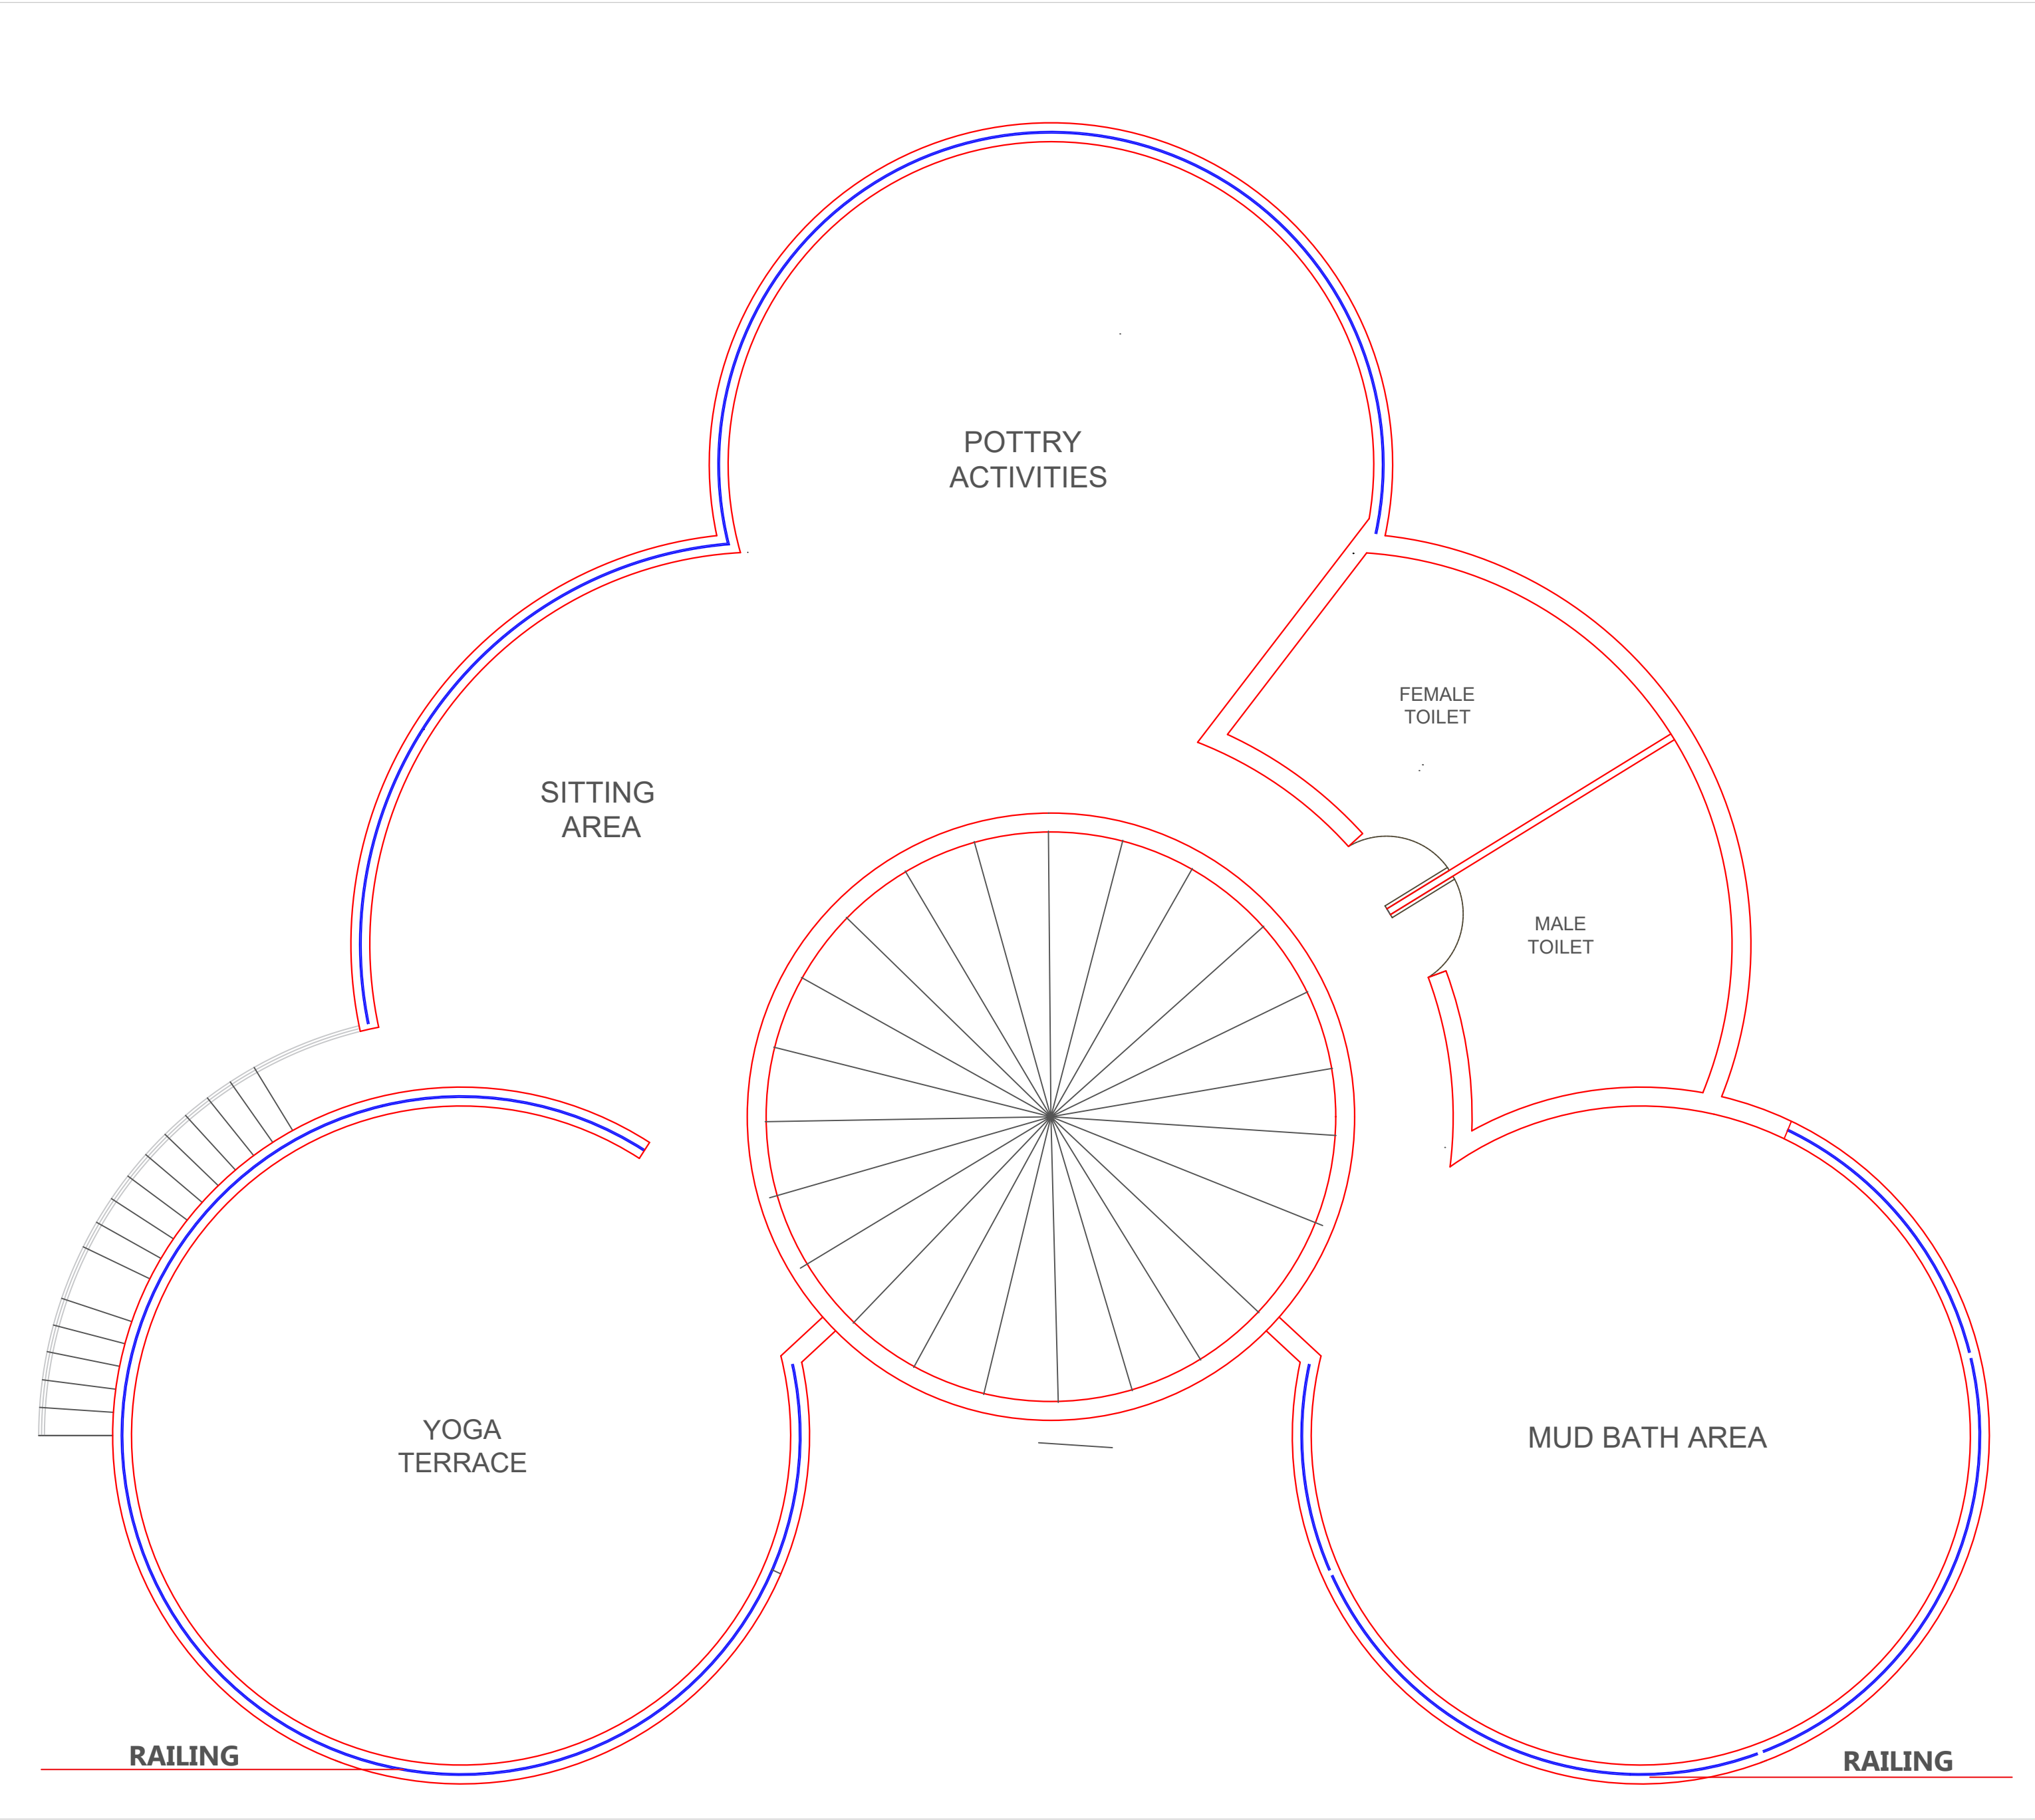 POTTRY
ACTIVITIES
FEMALE
TOILET
SITTING
AREA
MALE
TOILET
YOGA
TERRACE
MUD BATH AREA
RAILING
RAILING